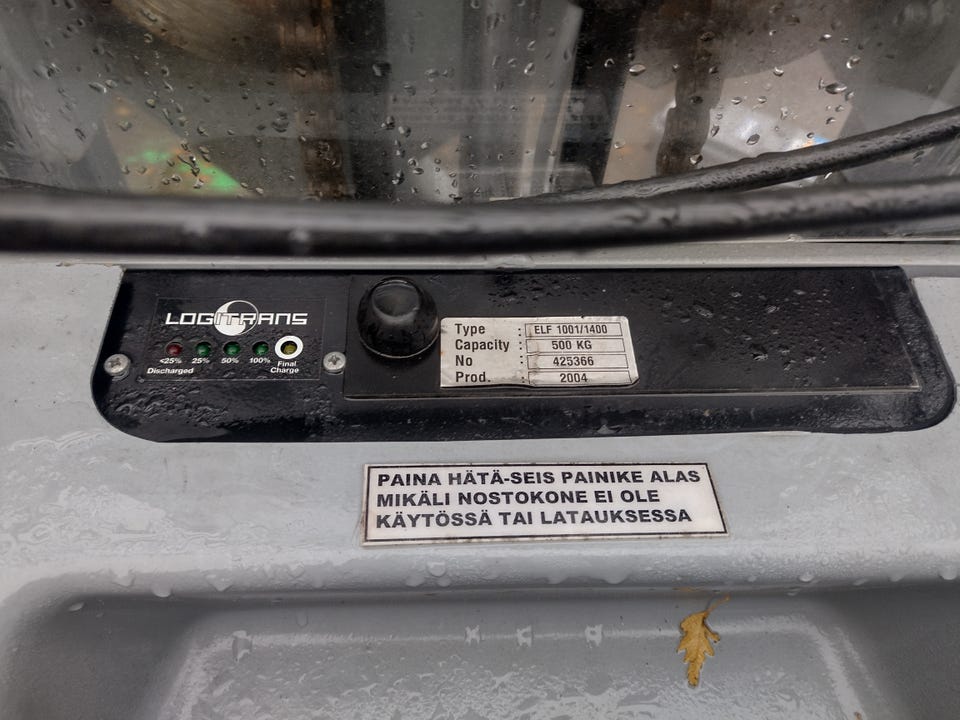 LOGITRANS
<25% 25% 50% 100% Final
Discharged Charge
Type : ELF 1001/1400
Capacity : 500 KG
No : 425366
Prod. : 2004
PAINA HÄTÄ-SEIS PAINIKE ALAS
MIKÄLI NOSTOKONE EI OLE
KÄYTÖSSÄ TAI LATAUKSESSA